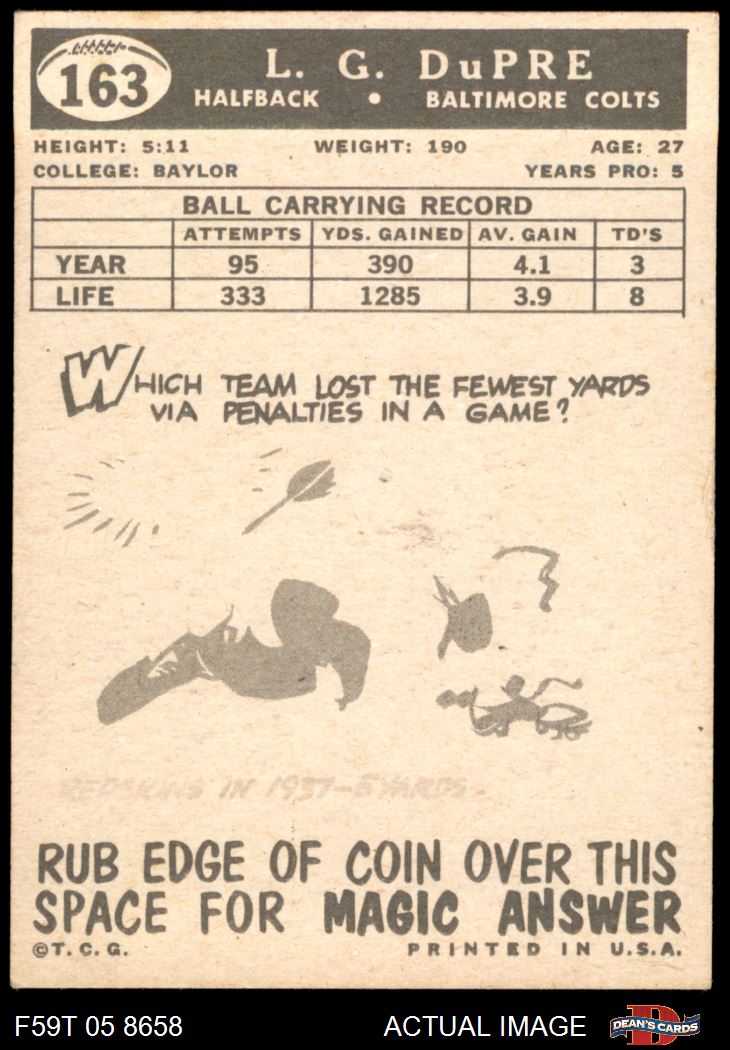 163
L. G. DuPRE
HALFBACK • BALTIMORE COLTS
HEIGHT: 5:11 WEIGHT: 190 AGE: 27
COLLEGE: BAYLOR YEARS PRO: 5
BALL CARRYING RECORD
ATTEMPTS YDS. GAINED AV. GAIN TD'S
YEAR 95 390 4.1 3
LIFE 333 1285 3.9 8
WHICH TEAM LOST THE FEWEST YARDS
VIA PENALTIES IN A GAME?
REDSKINS IN 1937-5 YARDS.
RUB EDGE OF COIN OVER THIS
SPACE FOR MAGIC ANSWER
©T. C. G. PRINTED IN U.S.A.
F59T 05 8658 ACTUAL IMAGE DEAN'S CARDS